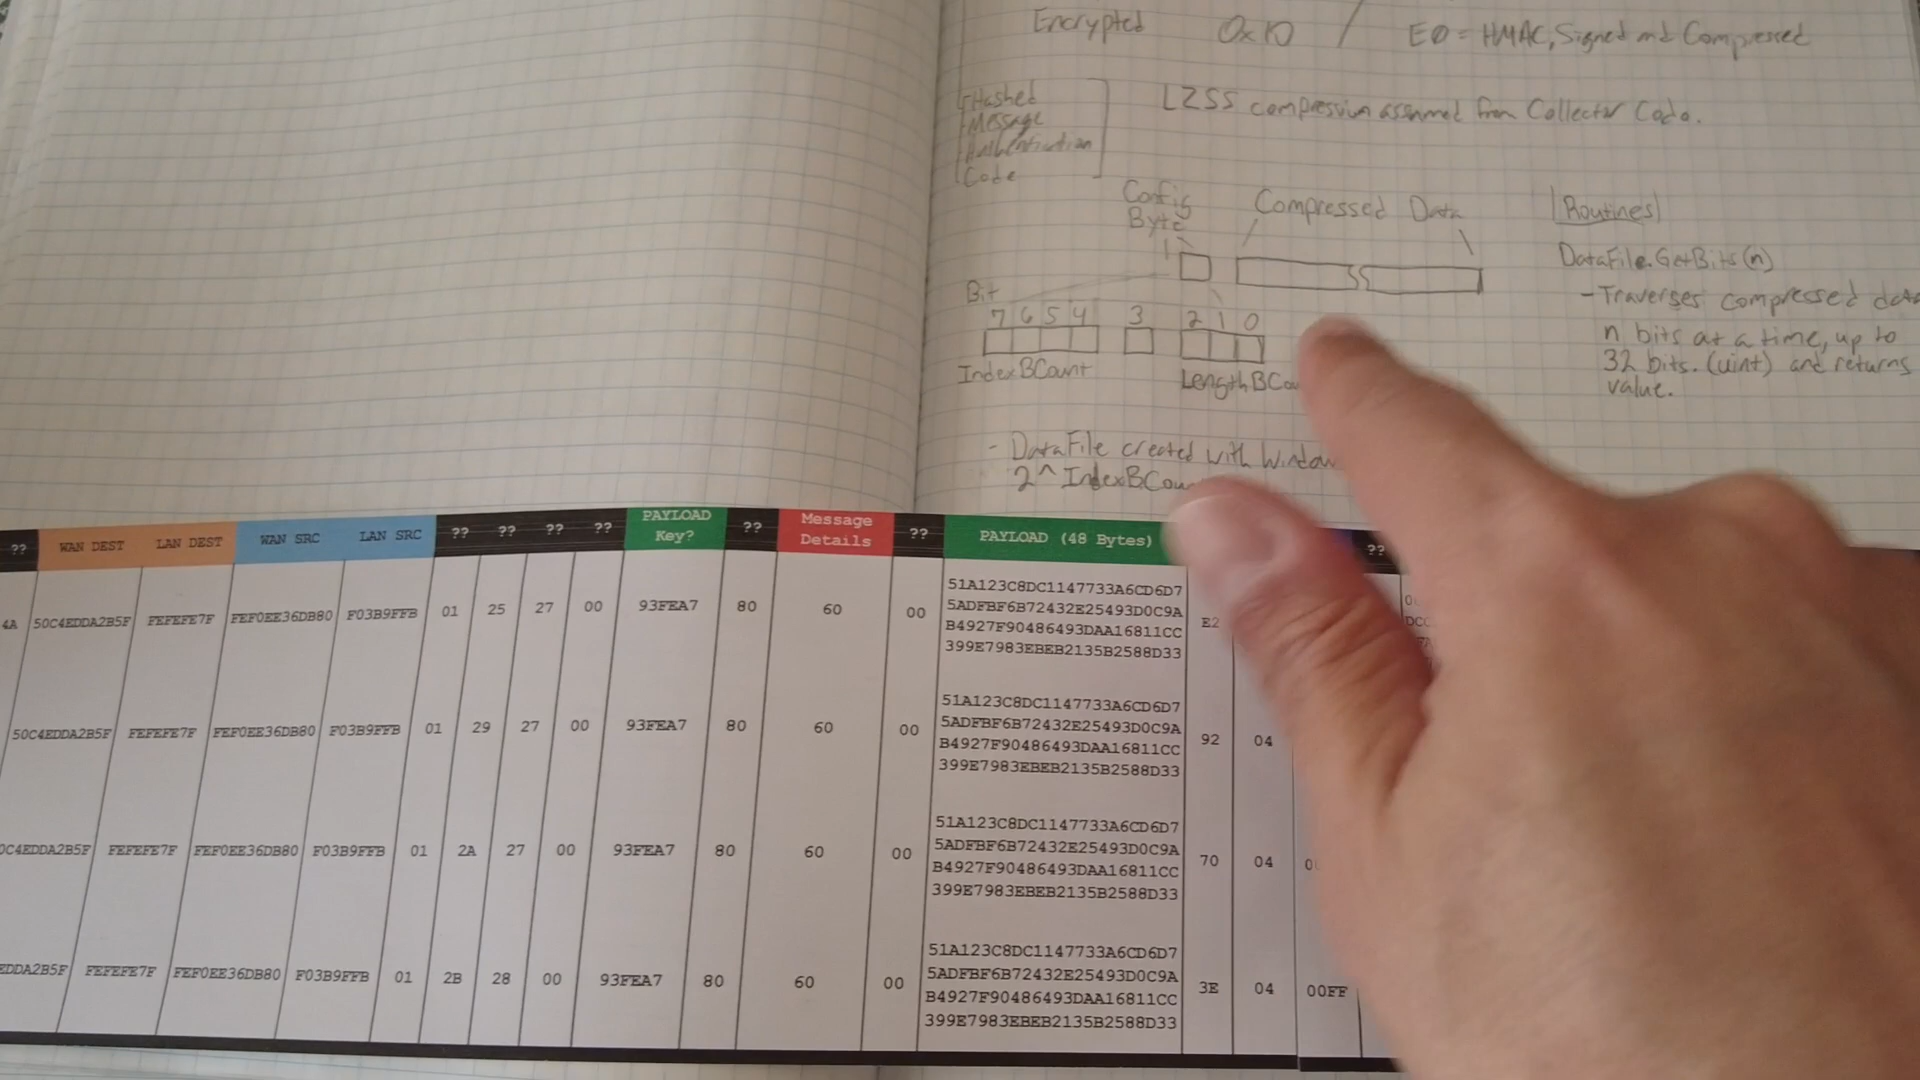 Encrypted 0x10 / E0 = HMAC, Signed and Compressed
Hashed
Message
Authentication
Code
LZSS compression assumed from Collector Code.
Config
Byte
Compressed Data
Bit
7 6 5 4 3 2 1 0
IndexBCount
LengthBCou
- DataFile created with Window
2^IndexBCou
Routines
DataFile.GetBits(n)
- Traverses compressed data
n bits at a time, up to
32 bits. (uint) and returns
value.
?? WAN DEST LAN DEST WAN SRC LAN SRC ?? ?? ?? ?? PAYLOAD Key? ?? Message Details ?? PAYLOAD (48 Bytes) ??
4A 50C4EDDA2B5F FEFEFE7F FEF0EE36DB80 F03B9FFB 01 25 27 00 93FEA7 80 60 00
51A123C8DC1147733A6CD6D7
5ADFBF6B72432E25493D0C9A
B4927F90486493DAA16811CC
399E7983EBEB2135B2588D33
E2
50C4EDDA2B5F FEFEFE7F FEF0EE36DB80 F03B9FFB 01 29 27 00 93FEA7 80 60 00
51A123C8DC1147733A6CD6D7
5ADFBF6B72432E25493D0C9A
B4927F90486493DAA16811CC
399E7983EBEB2135B2588D33
92 04
0C4EDDA2B5F FEFEFE7F FEF0EE36DB80 F03B9FFB 01 2A 27 00 93FEA7 80 60 00
51A123C8DC1147733A6CD6D7
5ADFBF6B72432E25493D0C9A
B4927F90486493DAA16811CC
399E7983EBEB2135B2588D33
70 04
EDDA2B5F FEFEFE7F FEF0EE36DB80 F03B9FFB 01 2B 28 00 93FEA7 80 60 00
51A123C8DC1147733A6CD6D7
5ADFBF6B72432E25493D0C9A
B4927F90486493DAA16811CC
399E7983EBEB2135B2588D33
3E 04 00FF